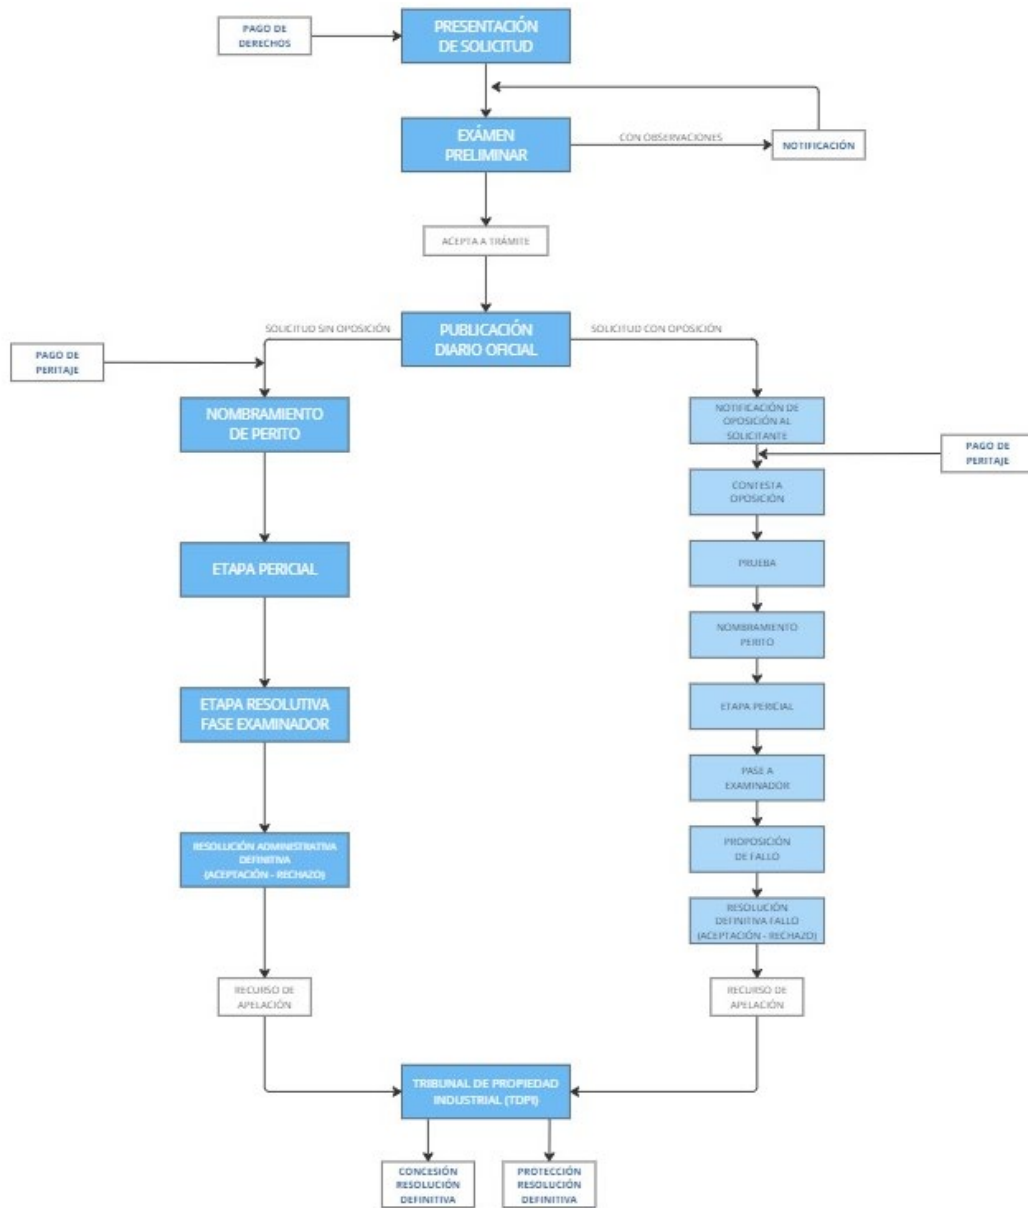 PAGO DE
DERECHOS
PRESENTACIÓN
DE SOLICITUD
EXÁMEN
PRELIMINAR
CON OBSERVACIONES
NOTIFICACIÓN
ACEPTA A TRÁMITE
SOLICITUD SIN OPOSICIÓN
PUBLICACIÓN
DIARIO OFICIAL
SOLICITUD CON OPOSICIÓN
PAGO DE
PERITAJE
NOMBRAMIENTO
DE PERITO
ETAPA PERICIAL
ETAPA RESOLUTIVA
FASE EXAMINADOR
RESOLUCIÓN ADMINISTRATIVA
DEFINITIVA
(ACEPTACIÓN - RECHAZO)
RECURSO DE
APELACIÓN
NOTIFICACIÓN DE
OPOSICIÓN AL
SOLICITANTE
PAGO DE
PERITAJE
CONTESTA
OPOSICIÓN
PRUEBA
NOMBRAMIENTO
PERITO
ETAPA PERICIAL
PASE A
EXAMINADOR
PROPOSICIÓN
DE FALLO
RESOLUCIÓN
DEFINITIVA FALLO
(ACEPTACIÓN - RECHAZO)
RECURSO DE
APELACIÓN
TRIBUNAL DE PROPIEDAD
INDUSTRIAL (TDPI)
CONCESIÓN
RESOLUCIÓN
DEFINITIVA
PROTECCIÓN
RESOLUCIÓN
DEFINITIVA